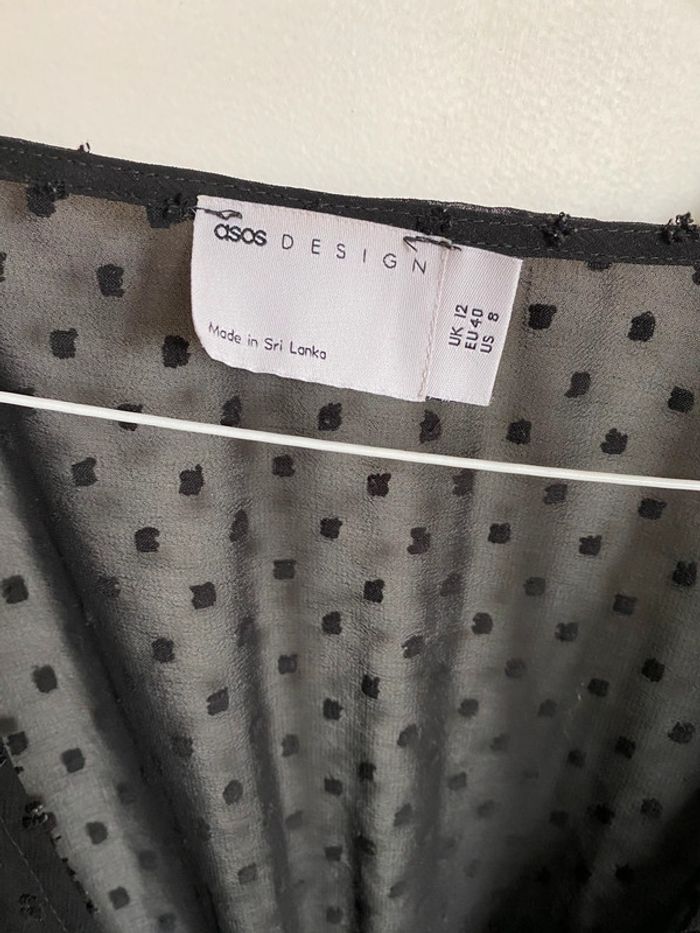 asos DESIGN
Made in Sri Lanka
UK 12
EU 40
US 8